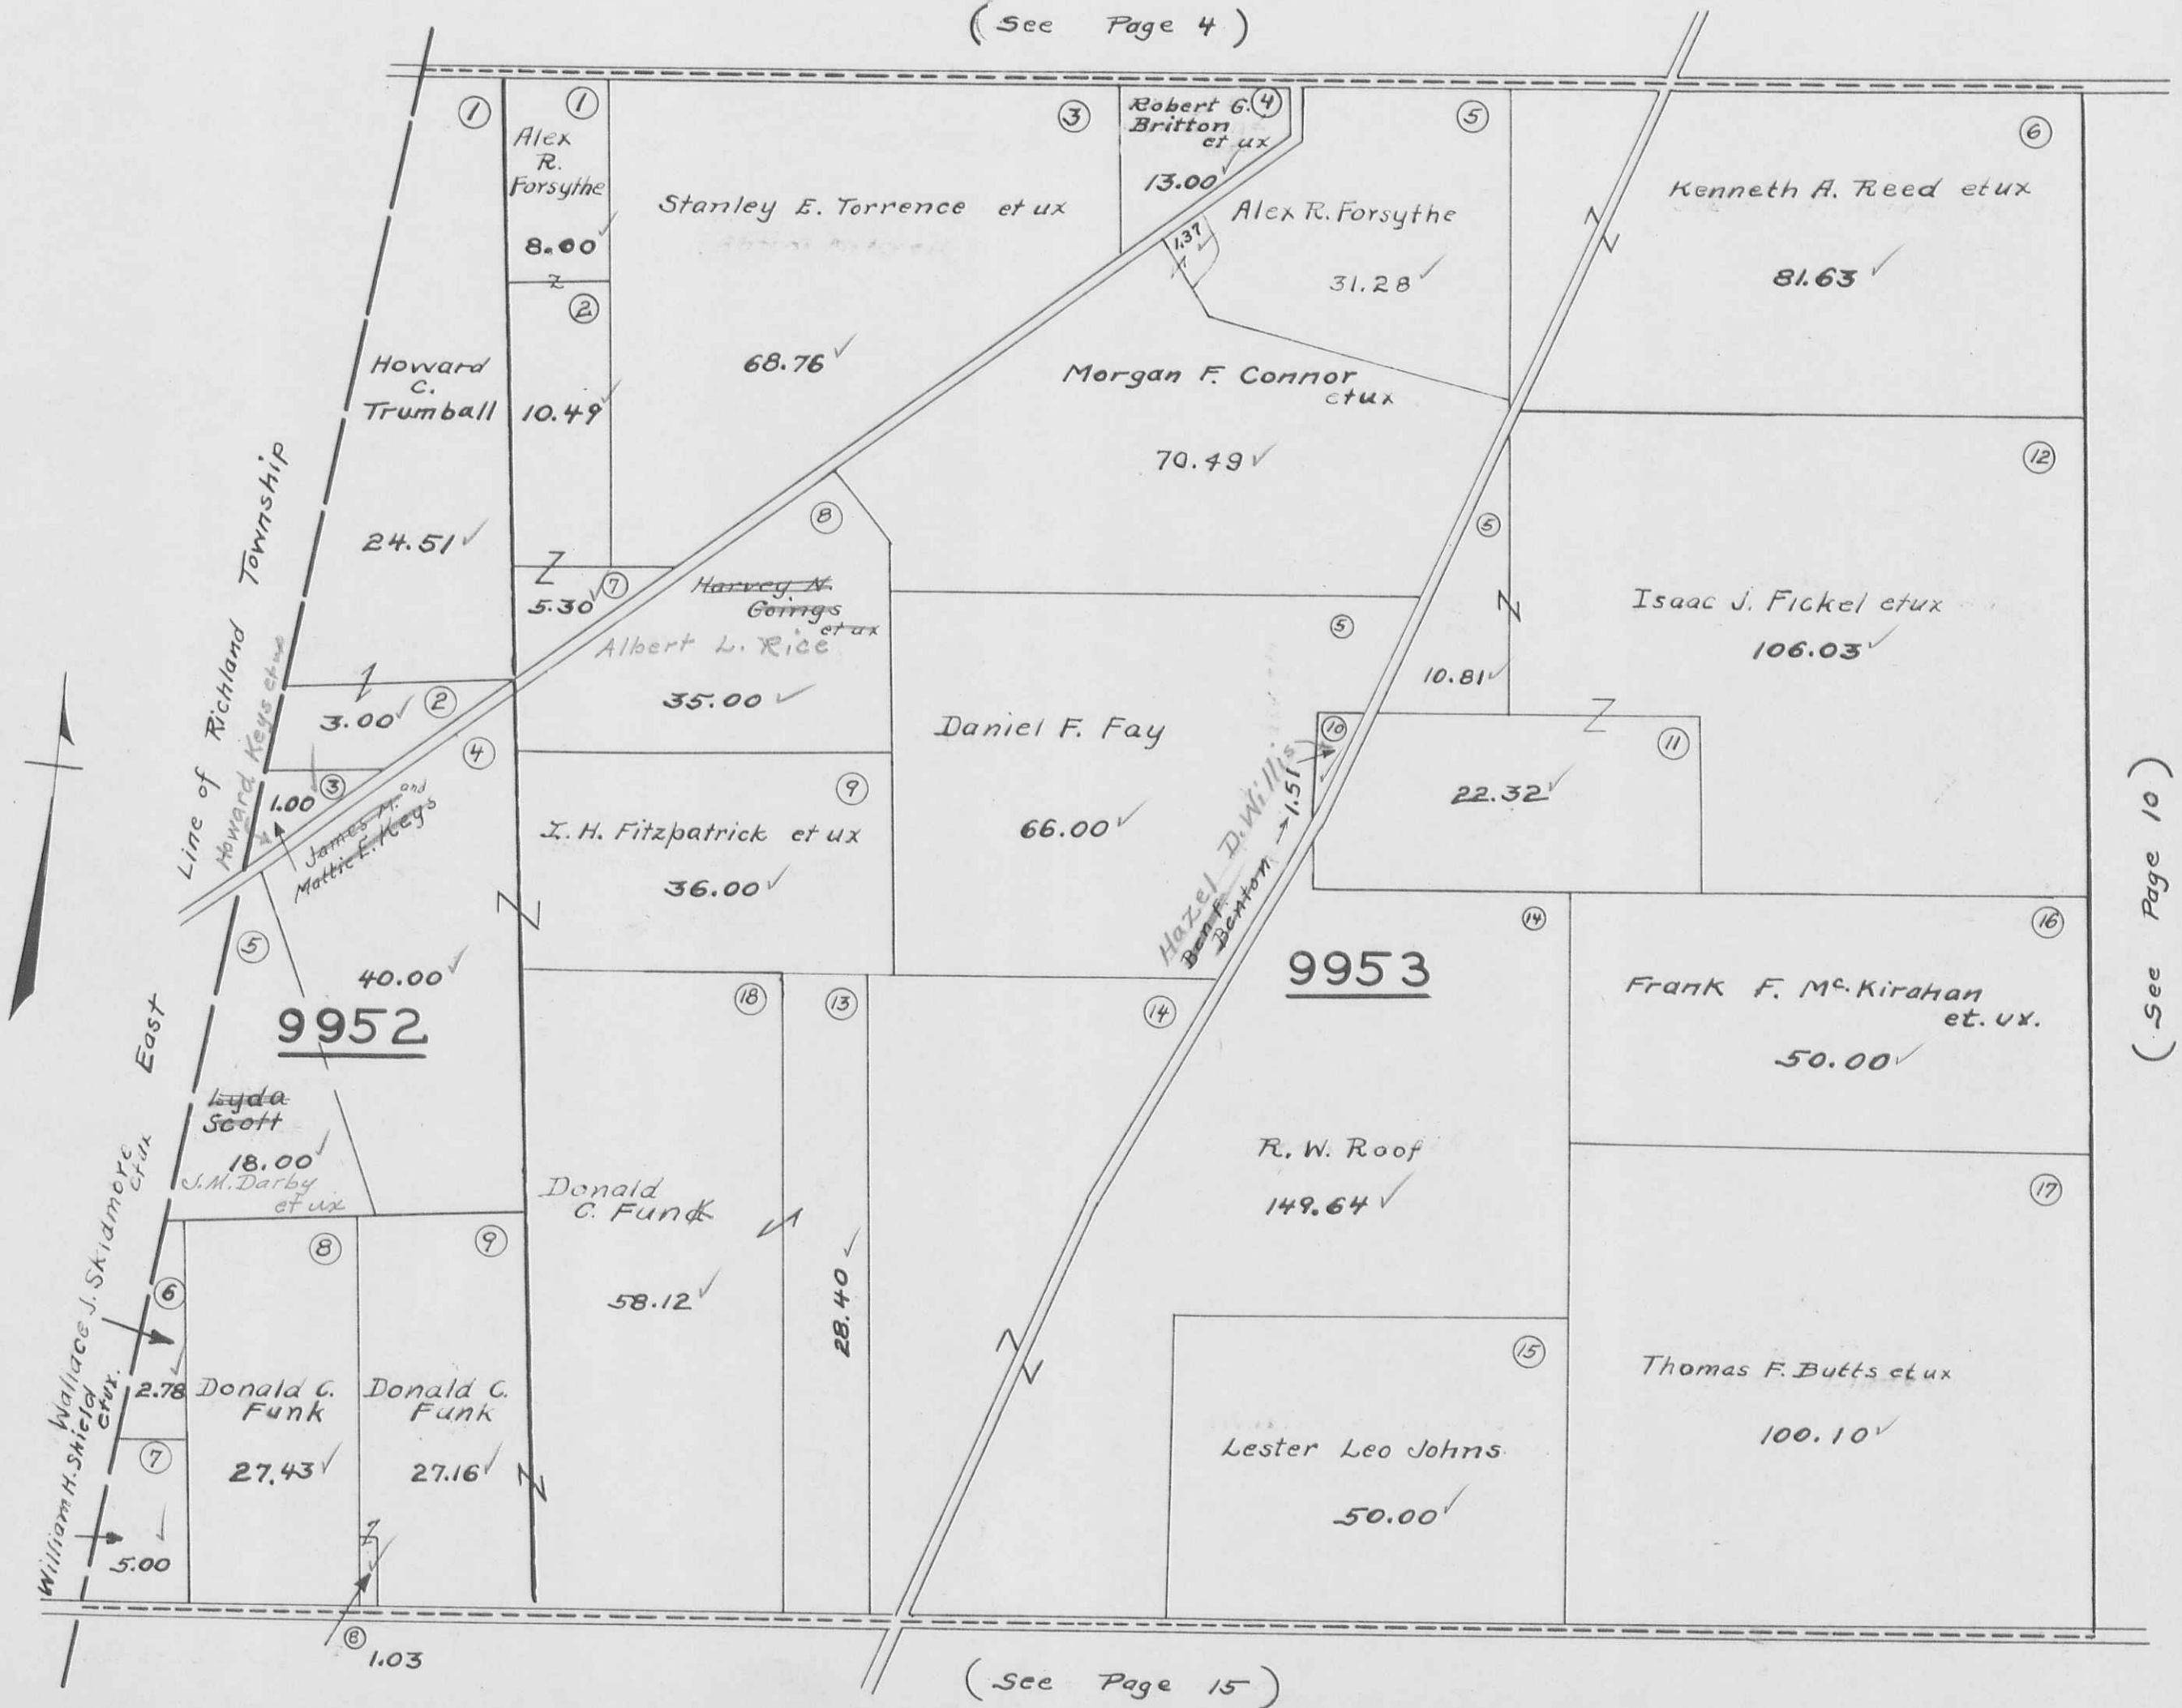 (See Page 4)
1
1
Alex
R.
Forsythe
8.00
3
Stanley E. Torrence et ux
68.76
4
Robert G.
Britton
et ux
13.00
5
Alex R. Forsythe
31.28
1.37
6
Kenneth A. Reed etux
81.63
Howard
C.
Trumball
24.51
2
10.49
Morgan F. Connor
etux
70.49
12
Isaac J. Fickel etux
106.03
5
10.81
7
5.30
8
Harvey N.
Goings
et ux
Albert L. Rice
35.00
5
Daniel F. Fay
66.00
Line of Richland Township
Howard Keys etux
2
3.00
3
1.00
4
James M. and
Mattie E. Keys
40.00
9
I. H. Fitzpatrick et ux
36.00
10
Hazel D. Willis
Ben F.
Benton
1.51
11
22.32
(See Page 10)
5
9952
East
Lyda
Scott
18.00
J.M. Darby
et ux
18
Donald
C. Funk
58.12
13
28.40
14
14
9953
R. W. Roof
149.64
16
Frank F. McKirahan
et. ux.
50.00
17
Thomas F. Butts et ux
100.10
Wallace J. Skidmore
et ux
6
2.78
William H. Shield
etux.
7
5.00
8
Donald C.
Funk
27.43
9
Donald C.
Funk
27.16
15
Lester Leo Johns
50.00
8
1.03
(See Page 15)